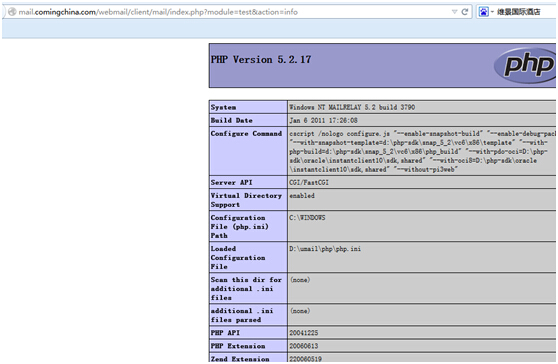 mail.comingchina.com/webmail/client/mail/index.php?module=test&action=info
维景国际酒店
PHP Version 5.2.17
php
System Windows NT MAILRELAY 5.2 build 3790
Build Date Jan 6 2011 17:26:08
Configure Command cscript /nologo configure.js "--enable-snapshot-build" "--enable-debug-pac
"--with-snapshot-template=d:\php-sdk\snap_5_2\vc6\x86\template" "--with-
php-build=d:\php-sdk\snap_5_2\vc6\x86\php_build" "--with-pdo-oci=D:\php-
sdk\oracle\instantclient10\sdk,shared" "--with-oci8=D:\php-sdk\oracle
\instantclient10\sdk,shared" "--without-pi3web"
Server API CGI/FastCGI
Virtual Directory enabled
Support
Configuration C:\WINDOWS
File (php.ini)
Path
Loaded D:\umail\php\php.ini
Configuration
File
Scan this dir for (none)
additional .ini
files
additional .ini (none)
files parsed
PHP API 20041225
PHP Extension 20060613
Zend Extension 220060519